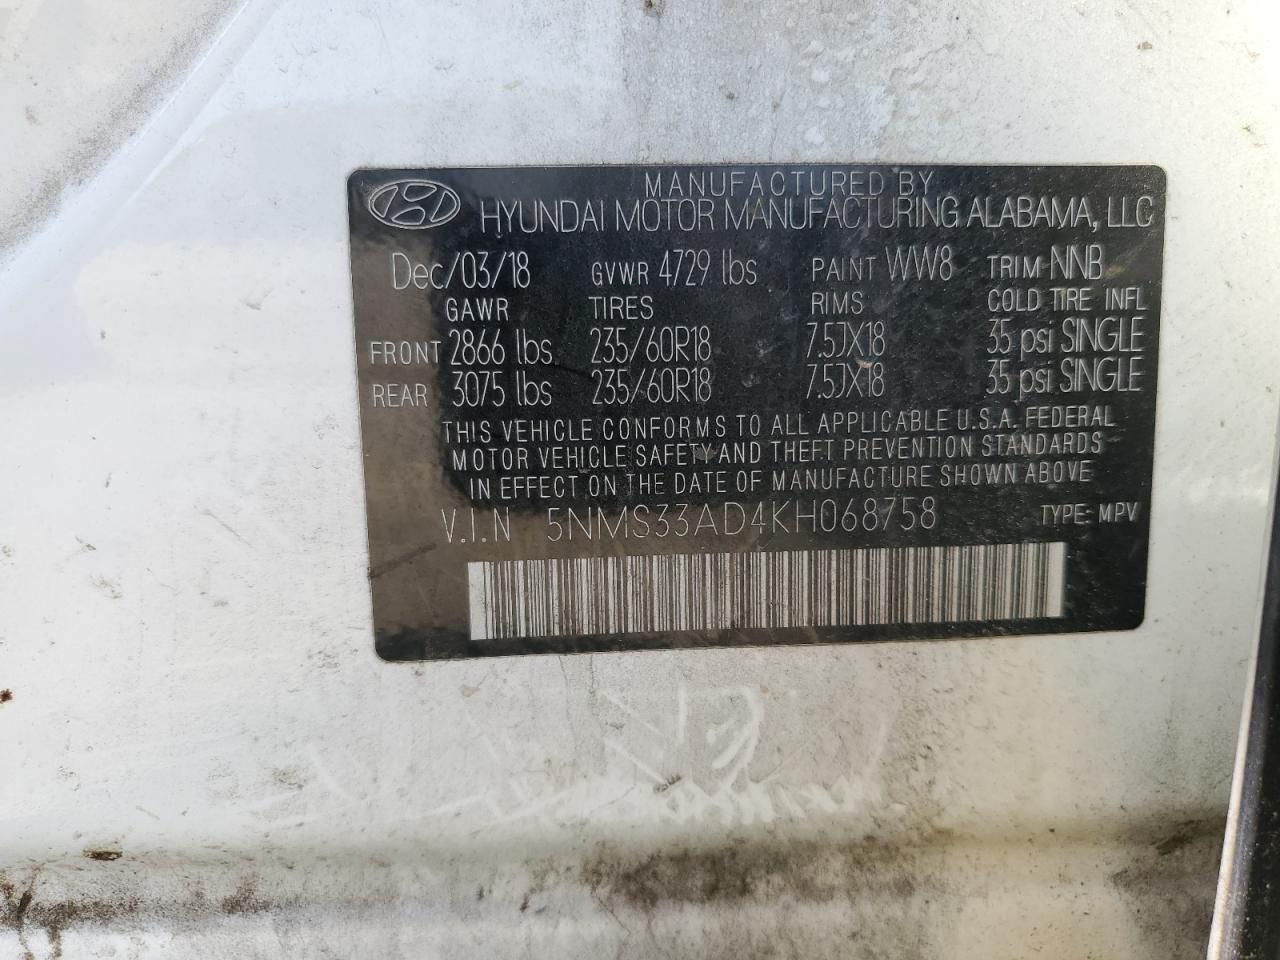 MANUFACTURED BY
HYUNDAI MOTOR MANUFACTURING ALABAMA, LLC
Dec/03/18 GVWR 4729 lbs PAINT WW8 TRIM NNB
GAWR TIRES RIMS COLD TIRE INFL
FRONT 2866 lbs 235/60R18 7.5JX18 35 psi SINGLE
REAR 3075 lbs 235/60R18 7.5JX18 35 psi SINGLE
THIS VEHICLE CONFORMS TO ALL APPLICABLE U.S.A. FEDERAL
MOTOR VEHICLE SAFETY AND THEFT PREVENTION STANDARDS
IN EFFECT ON THE DATE OF MANUFACTURE SHOWN ABOVE
V.I.N 5NMS33AD4KH068758 TYPE: MPV